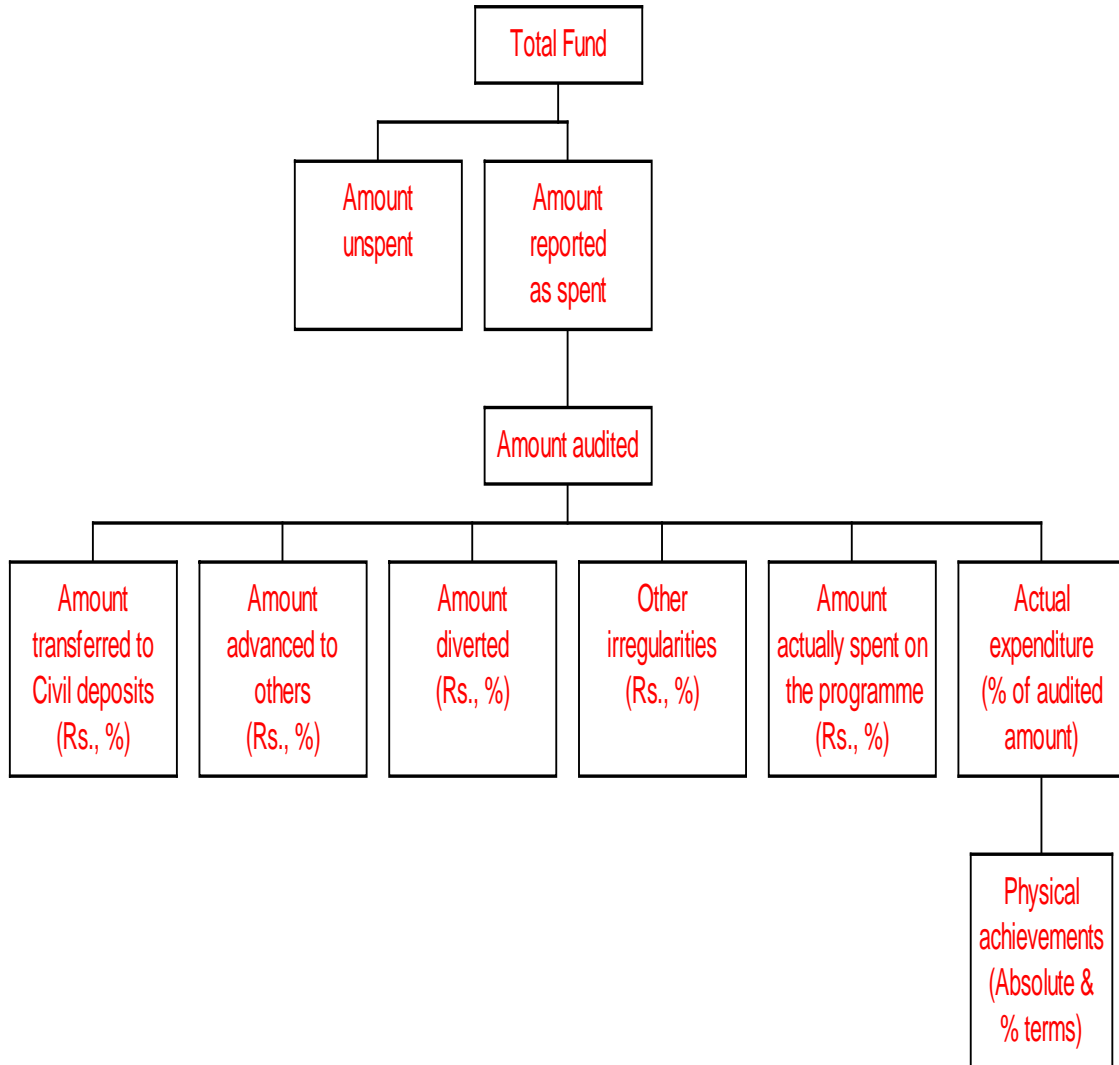 Total Fund
Amount
unspent
Amount
reported
as spent
Amount audited
Amount
transferred to
Civil deposits
(Rs., %)
Amount
advanced to
others
(Rs., %)
Amount
diverted
(Rs., %)
Other
irregularities
(Rs., %)
Amount
actually spent on
the programme
(Rs., %)
Actual
expenditure
(% of audited
amount)
Physical
achievements
(Absolute &
% terms)